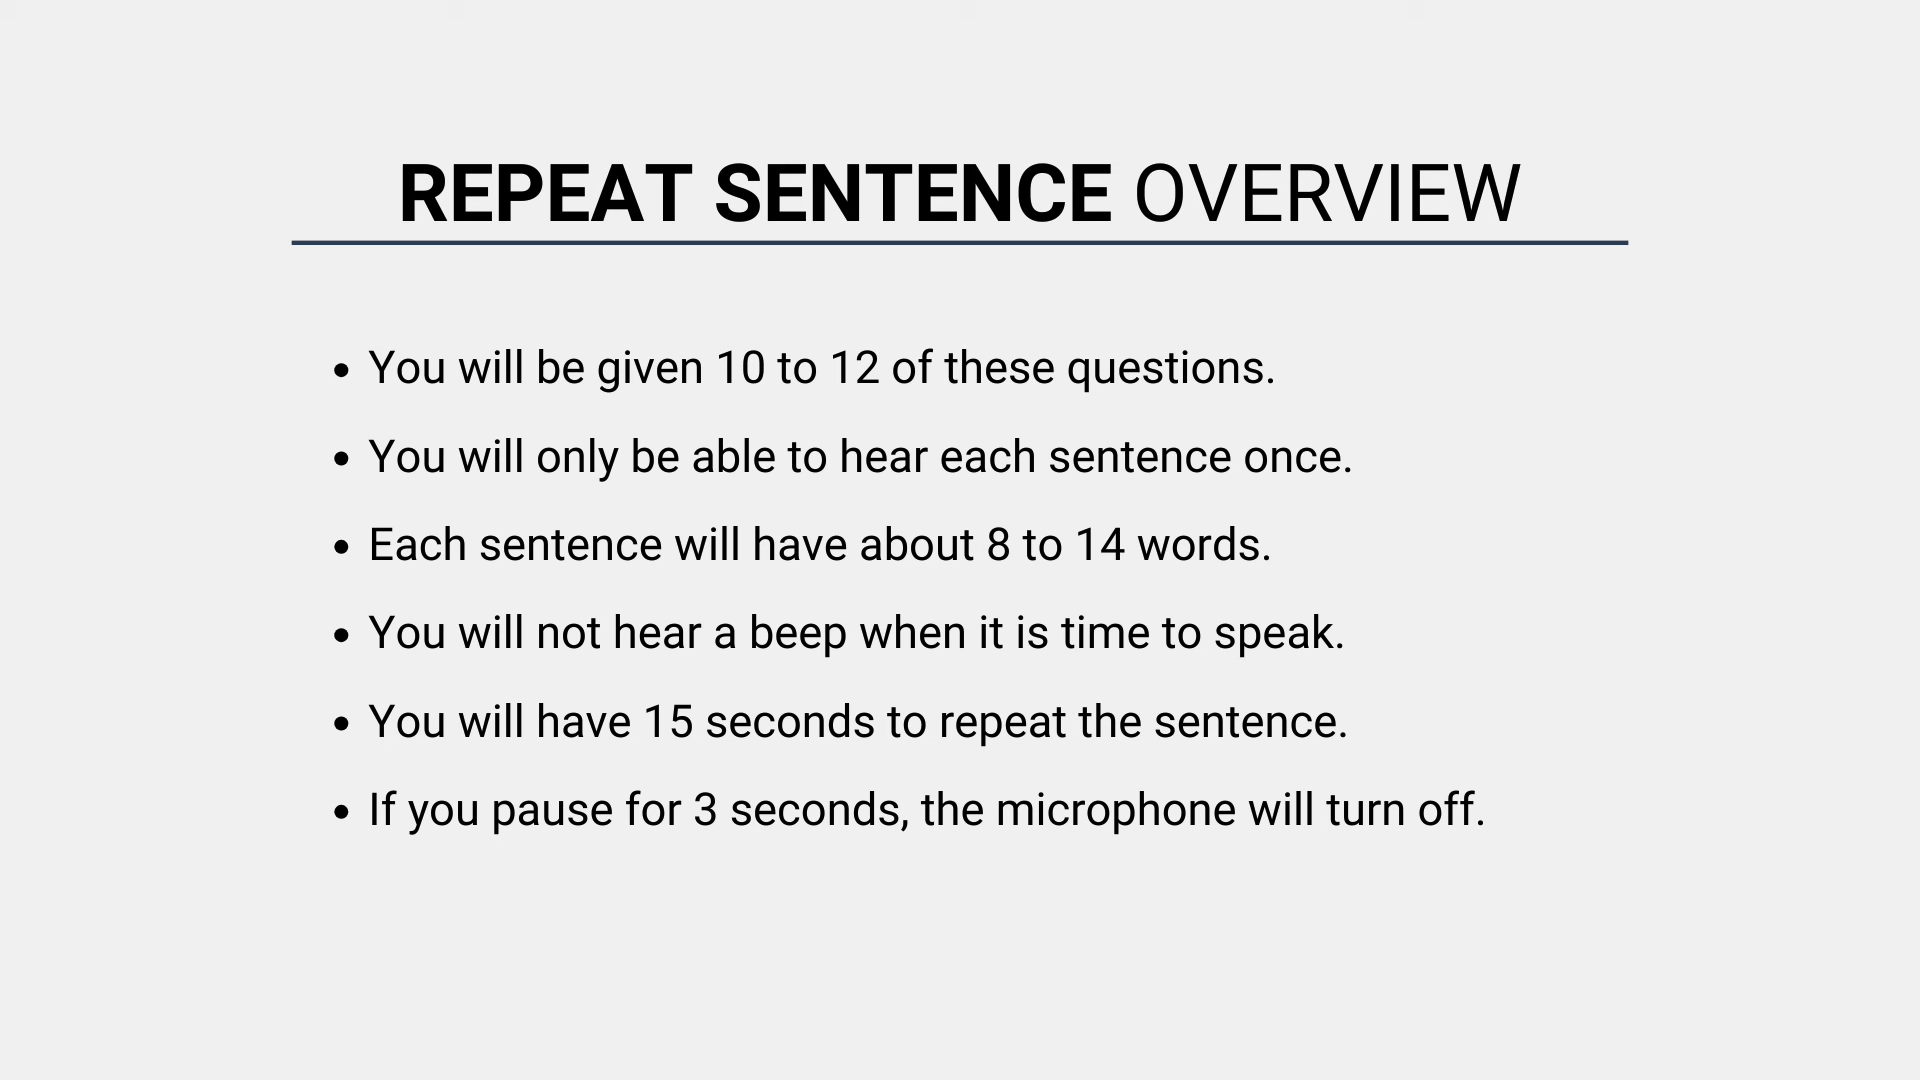 REPEAT SENTENCE OVERVIEW
• You will be given 10 to 12 of these questions.
• You will only be able to hear each sentence once.
• Each sentence will have about 8 to 14 words.
• You will not hear a beep when it is time to speak.
• You will have 15 seconds to repeat the sentence.
• If you pause for 3 seconds, the microphone will turn off.